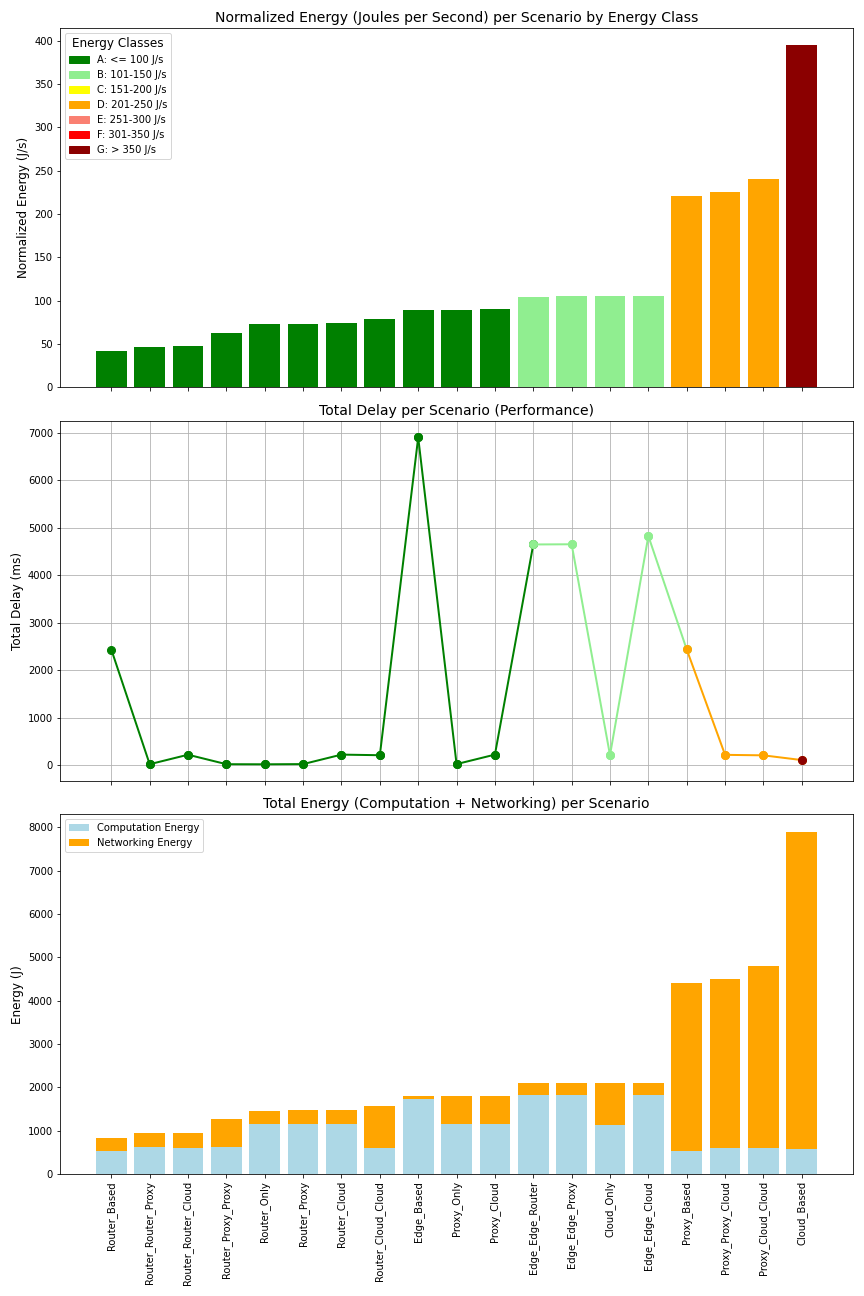 Normalized Energy (Joules per Second) per Scenario by Energy Class
Normalized Energy (J/s)
400
350
300
250
200
150
100
50
0
Energy Classes
A: <= 100 J/s
B: 101-150 J/s
C: 151-200 J/s
D: 201-250 J/s
E: 251-300 J/s
F: 301-350 J/s
G: > 350 J/s
Total Delay per Scenario (Performance)
Total Delay (ms)
7000
6000
5000
4000
3000
2000
1000
0
Total Energy (Computation + Networking) per Scenario
Energy (J)
8000
7000
6000
5000
4000
3000
2000
1000
0
Computation Energy
Networking Energy
Router_Based
Router_Router_Proxy
Router_Router_Cloud
Router_Proxy_Proxy
Router_Only
Router_Proxy
Router_Cloud
Router_Cloud_Cloud
Edge_Based
Proxy_Only
Proxy_Cloud
Edge_Edge_Router
Edge_Edge_Proxy
Cloud_Only
Edge_Edge_Cloud
Proxy_Based
Proxy_Proxy_Cloud
Proxy_Cloud_Cloud
Cloud_Based